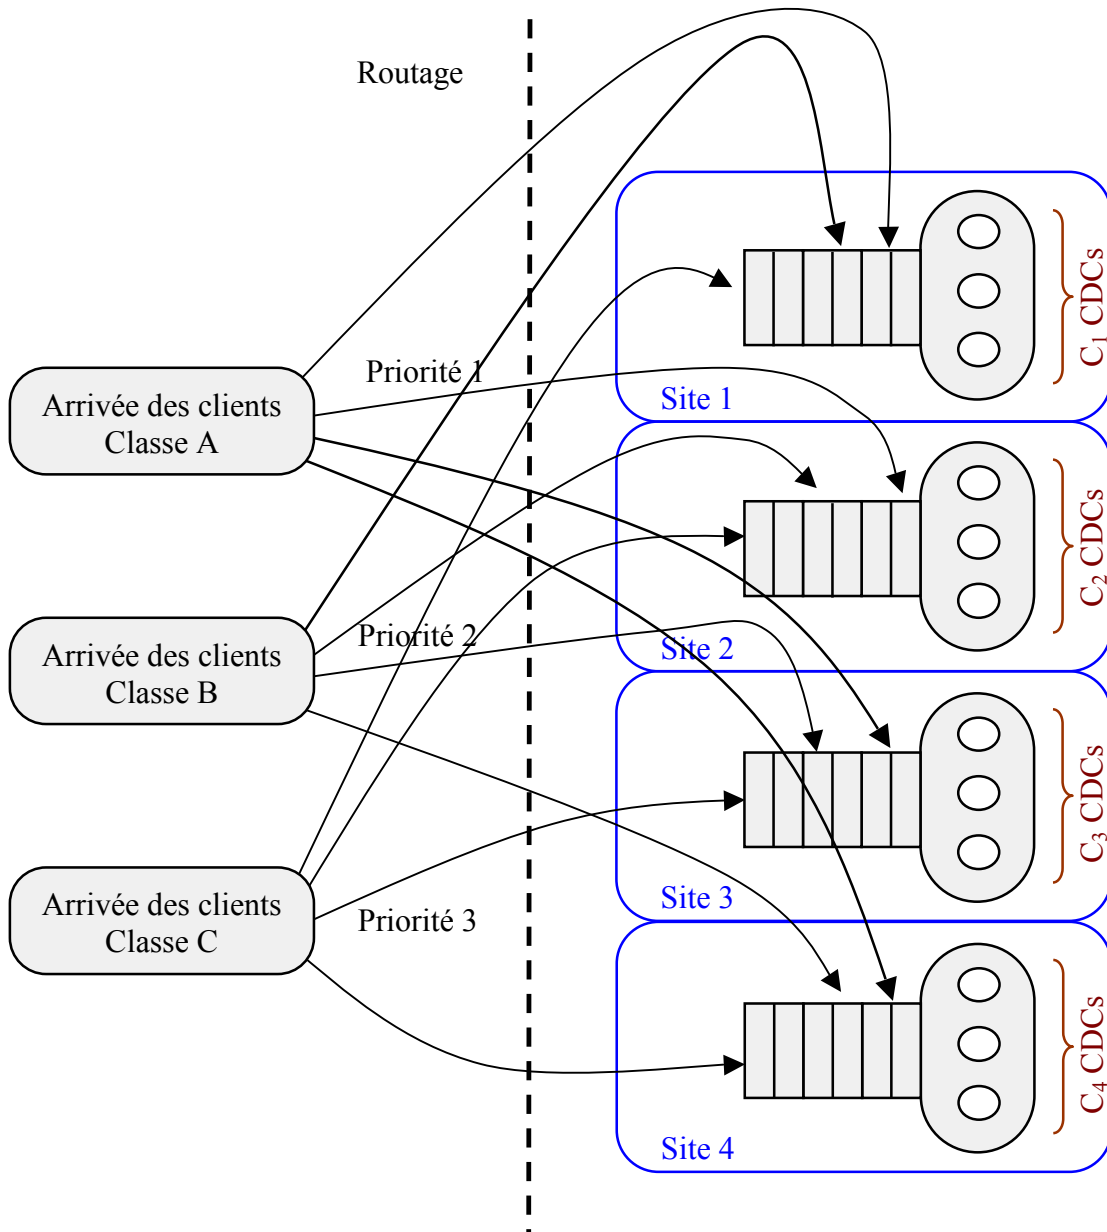 Routage
Priorité 1
Arrivée des clients
Classe A
Priorité 2
Arrivée des clients
Classe B
Priorité 3
Arrivée des clients
Classe C
C₁ CDCs
Site 1
C₂ CDCs
Site 2
C₃ CDCs
Site 3
C₄ CDCs
Site 4